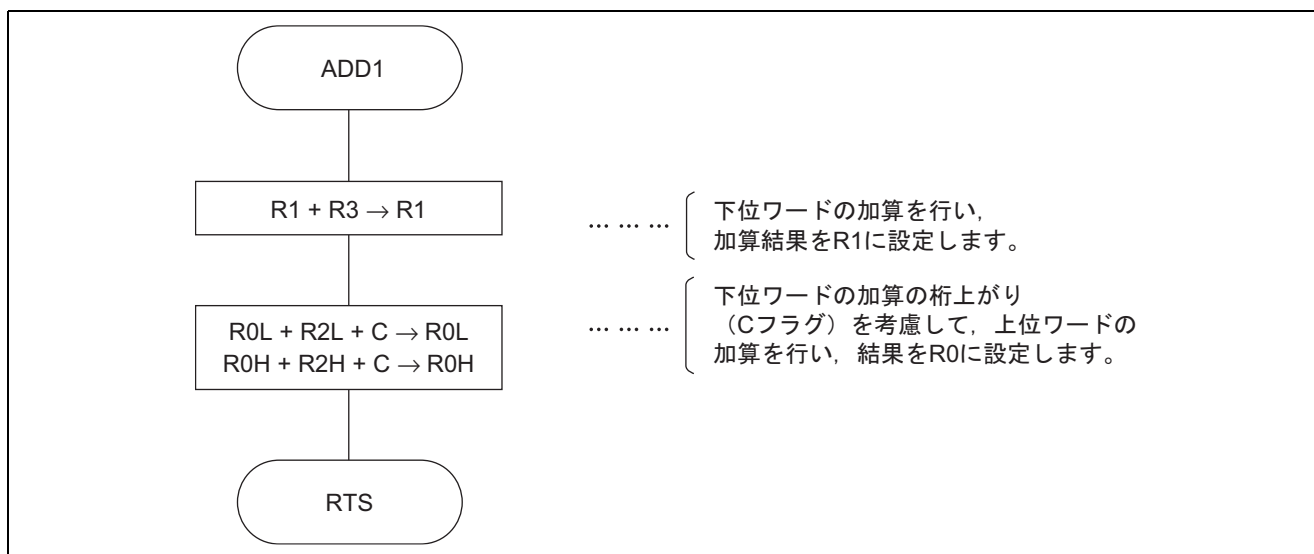 ADD1
R1 + R3 → R1
… … …
下位ワードの加算を行い,
加算結果をR1に設定します。
R0L + R2L + C → R0L
R0H + R2H + C → R0H
… … …
下位ワードの加算の桁上がり
（Cフラグ）を考慮して, 上位ワードの
加算を行い, 結果をR0に設定します。
RTS